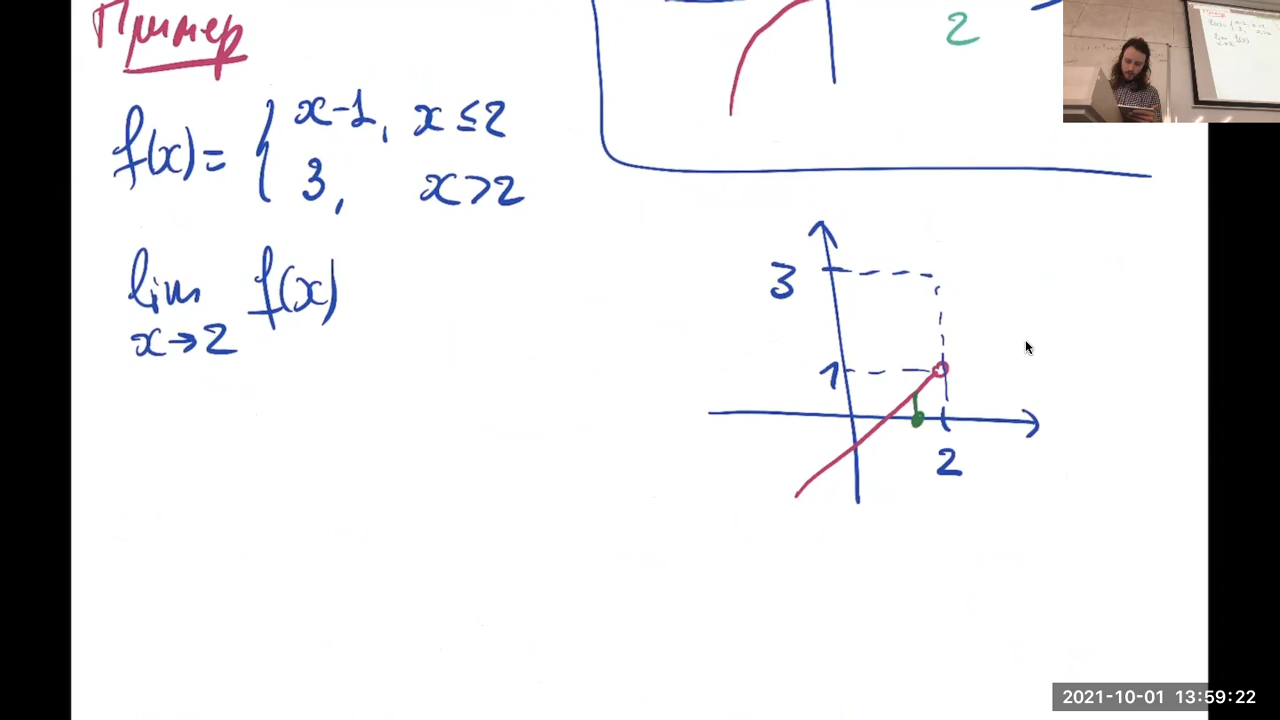 Пример
2
f(x) = { x-1, x ≤ 2
3, x > 2
lim f(x)
x→2
3
1
2
2021-10-01 13:59:22